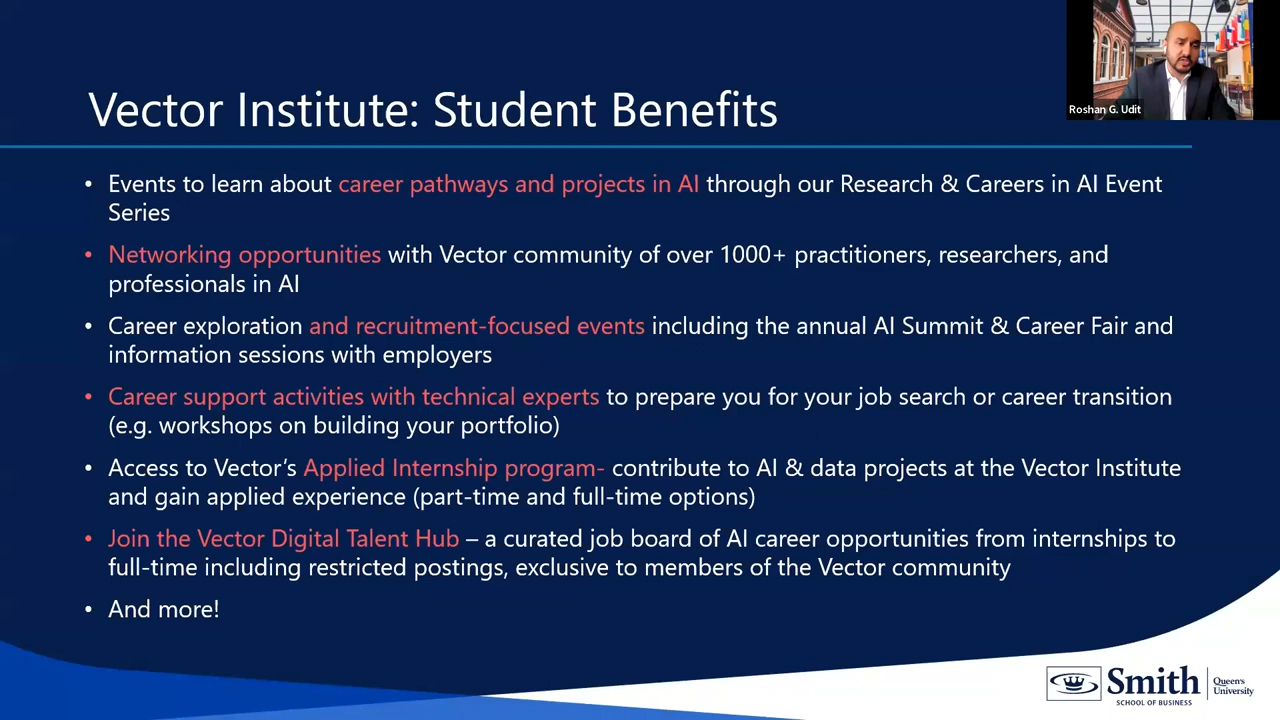 Roshan G. Udit
Vector Institute: Student Benefits
• Events to learn about career pathways and projects in AI through our Research & Careers in AI Event
Series
• Networking opportunities with Vector community of over 1000+ practitioners, researchers, and
professionals in AI
• Career exploration and recruitment-focused events including the annual AI Summit & Career Fair and
information sessions with employers
• Career support activities with technical experts to prepare you for your job search or career transition
(e.g. workshops on building your portfolio)
• Access to Vector’s Applied Internship program- contribute to AI & data projects at the Vector Institute
and gain applied experience (part-time and full-time options)
• Join the Vector Digital Talent Hub – a curated job board of AI career opportunities from internships to
full-time including restricted postings, exclusive to members of the Vector community
• And more!
Smith
SCHOOL OF BUSINESS
Queen's
University